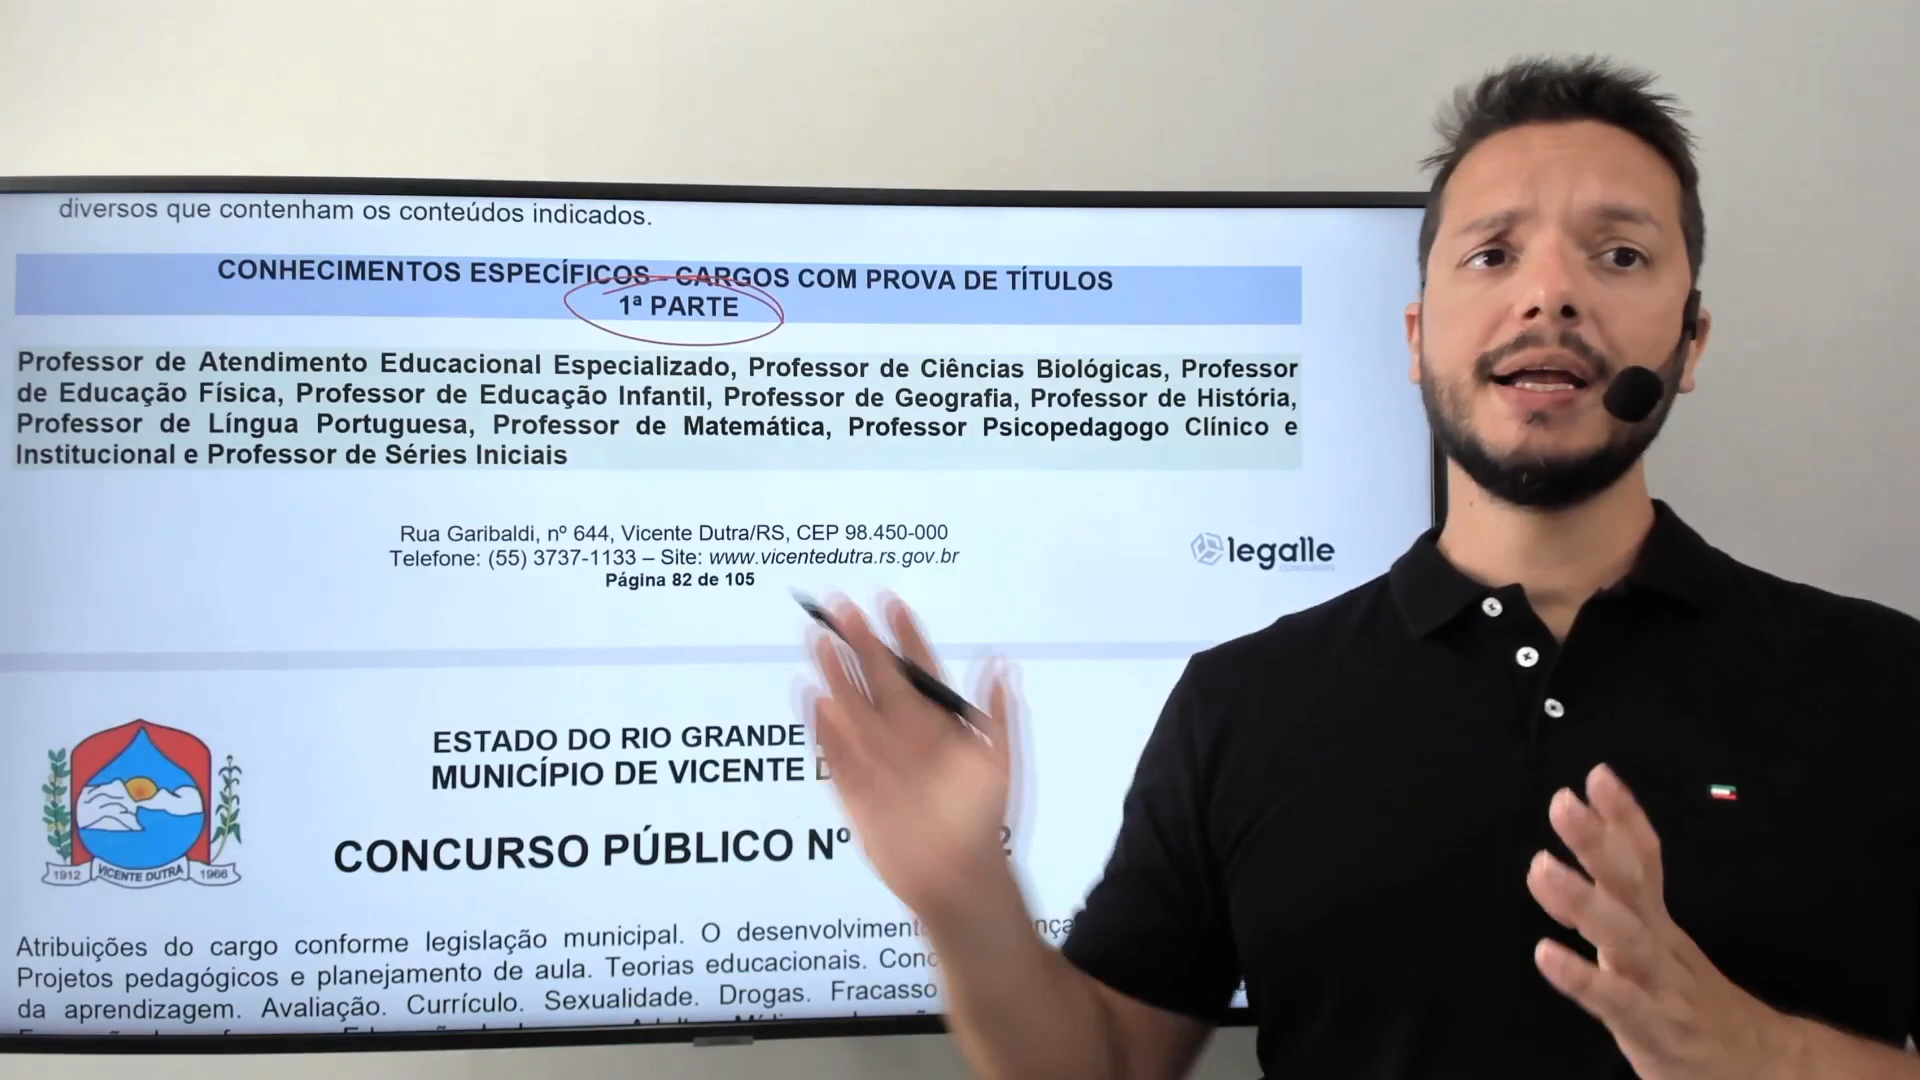 diversos que contenham os conteúdos indicados.
CONHECIMENTOS ESPECÍFICOS - CARGOS COM PROVA DE TÍTULOS
1ª PARTE
Professor de Atendimento Educacional Especializado, Professor de Ciências Biológicas, Professor
de Educação Física, Professor de Educação Infantil, Professor de Geografia, Professor de História,
Professor de Língua Portuguesa, Professor de Matemática, Professor Psicopedagogo Clínico e
Institucional e Professor de Séries Iniciais
Rua Garibaldi, nº 644, Vicente Dutra/RS, CEP 98.450-000
Telefone: (55) 3737-1133 – Site: www.vicentedutra.rs.gov.br
Página 82 de 105
legalle
CONCURSOS
ESTADO DO RIO GRANDE
MUNICÍPIO DE VICENTE D
CONCURSO PÚBLICO Nº 2
1912 VICENTE DUTRA 1966
Atribuições do cargo conforme legislação municipal. O desenvolviment
Projetos pedagógicos e planejamento de aula. Teorias educacionais. Conc
da aprendizagem. Avaliação. Currículo. Sexualidade. Drogas. Fracasso